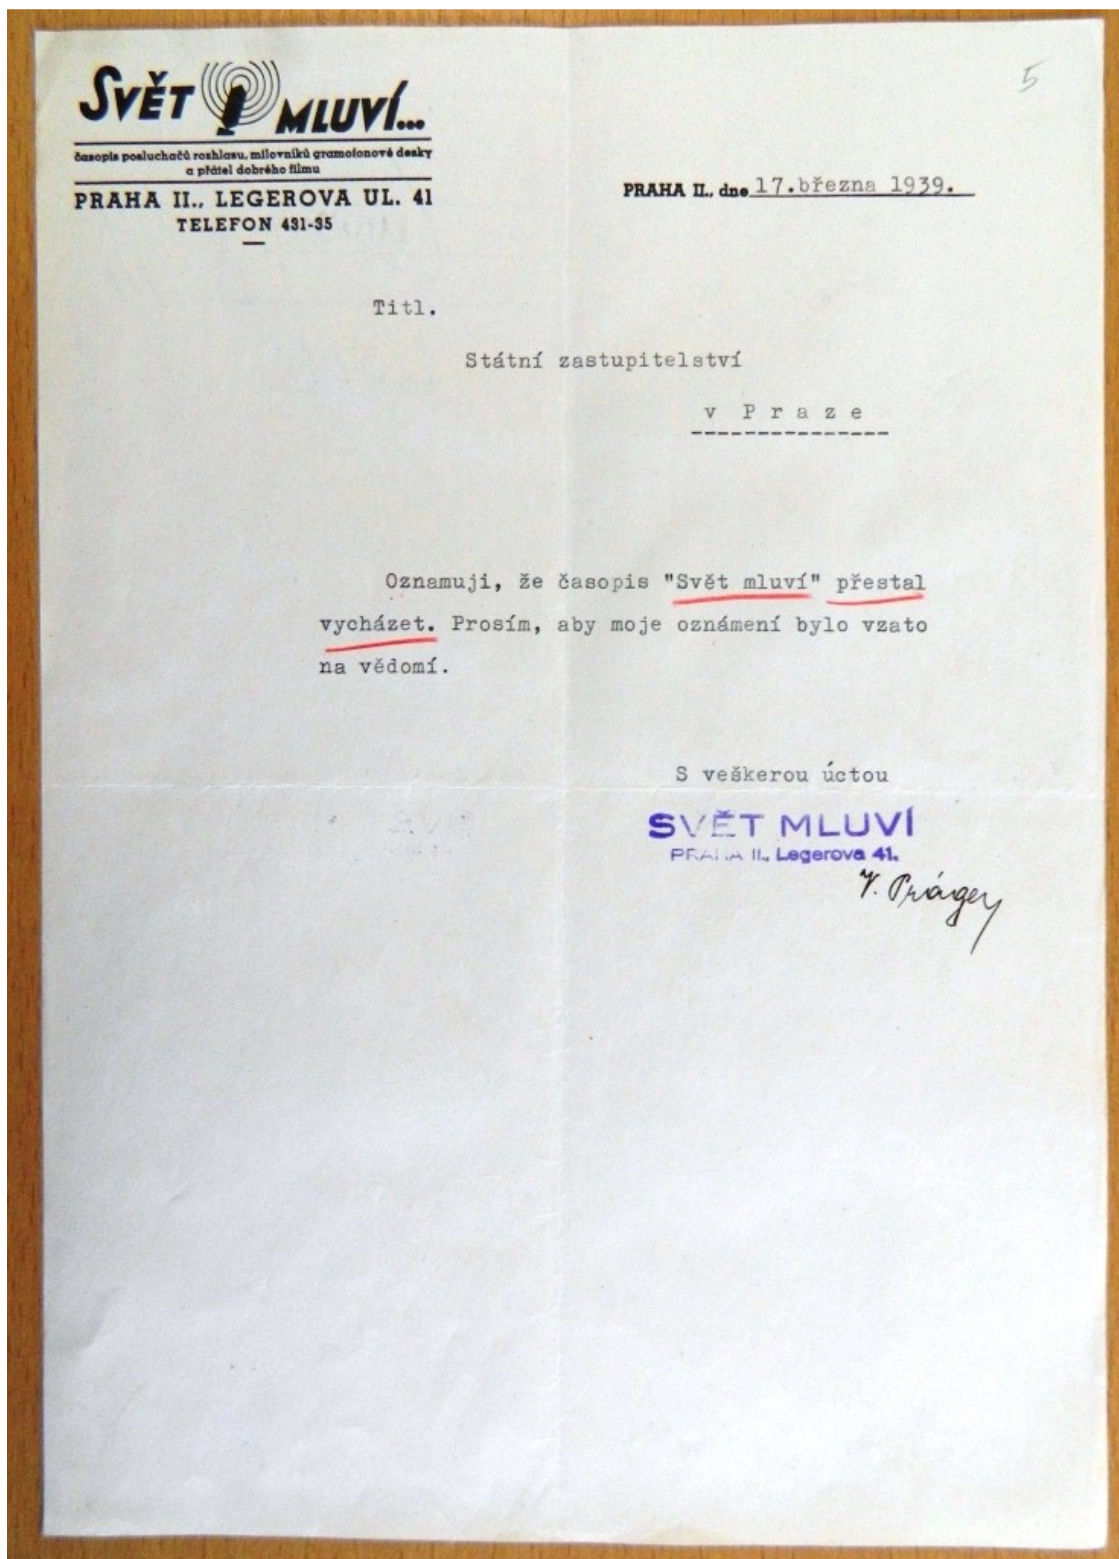 5
SVĚT MLUVÍ...
časopis posluchačů rozhlasu, milovníků gramofonové desky
a přátel dobrého filmu
PRAHA II., LEGEROVA UL. 41
TELEFON 431-35
PRAHA II., dne 17.března 1939.
Titl.
Státní zastupitelství
v Praze
Oznamuji, že časopis "Svět mluví" přestal
vycházet. Prosím, aby moje oznámení bylo vzato
na vědomí.
S veškerou úctou
SVĚT MLUVÍ
PRAHA II., Legerova 41.
V. Práger